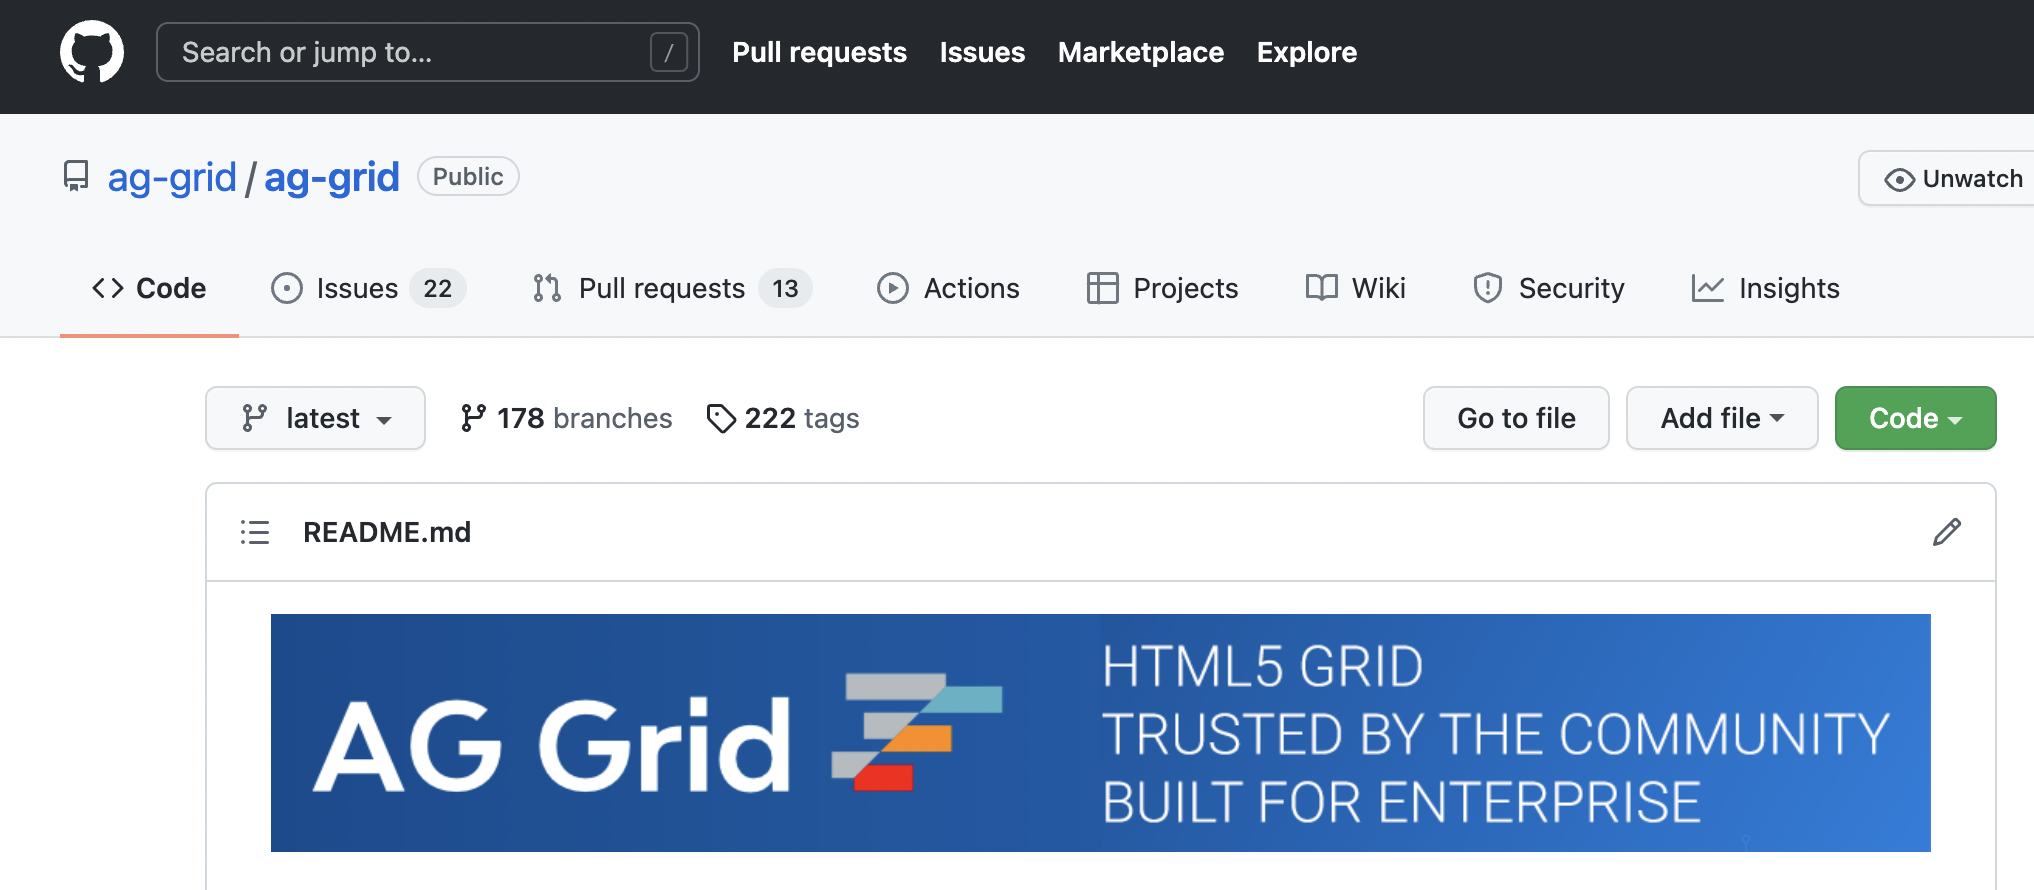 Search or jump to... /
Pull requests Issues Marketplace Explore
ag-grid / ag-grid Public
Unwatch
Code Issues 22 Pull requests 13 Actions Projects Wiki Security Insights
latest 178 branches 222 tags Go to file Add file Code
README.md
AG Grid
HTML5 GRID
TRUSTED BY THE COMMUNITY
BUILT FOR ENTERPRISE